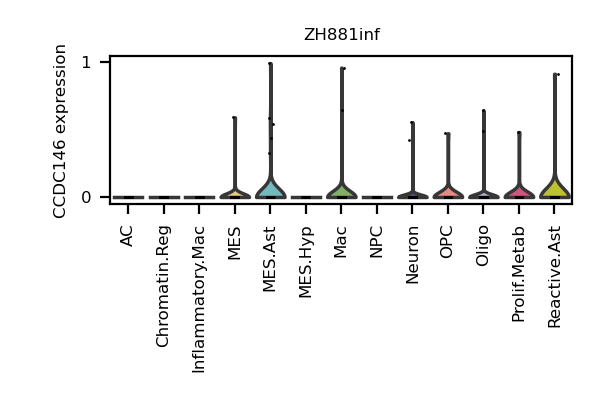 ZH881inf
CCDC146 expression
1
0
AC
Chromatin.Reg
Inflammatory.Mac
MES
MES.Ast
MES.Hyp
Mac
NPC
Neuron
OPC
Oligo
Prolif.Metab
Reactive.Ast